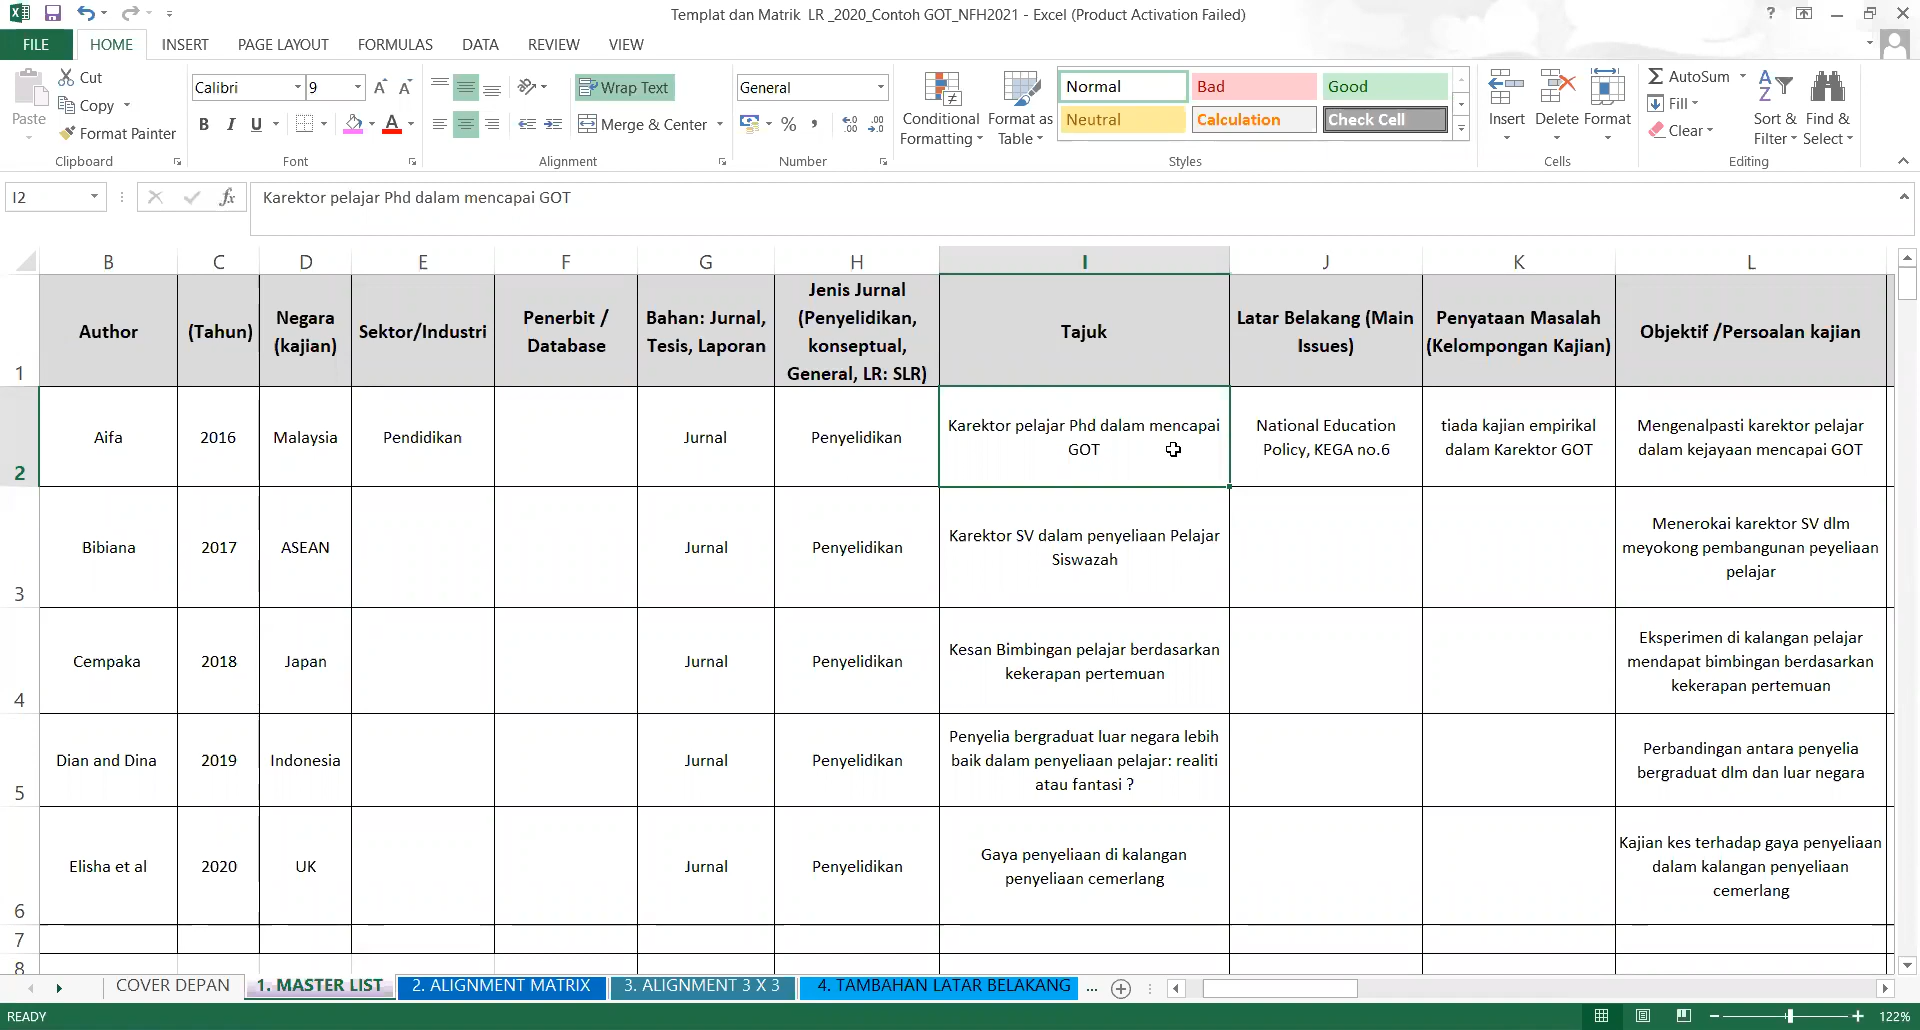 Templat dan Matrik LR _2020_Contoh GOT_NFH2021 - Excel (Product Activation Failed)
FILE HOME INSERT PAGE LAYOUT FORMULAS DATA REVIEW VIEW
Paste
Cut
Copy
Format Painter
Clipboard
Calibri 9
B I U
Font
Wrap Text
Merge & Center
Alignment
General
%
Number
Conditional Formatting
Format as Table
Normal Bad Good
Neutral Calculation Check Cell
Styles
Insert Delete Format
Cells
AutoSum
Fill
Clear
Sort & Filter
Find & Select
Editing
I2
fx
Karektor pelajar Phd dalam mencapai GOT
B C D E F G H I J K L
1
Author
(Tahun)
Negara
(kajian)
Sektor/Industri
Penerbit /
Database
Bahan: Jurnal,
Tesis, Laporan
Jenis Jurnal
(Penyelidikan,
konseptual,
General, LR: SLR)
Tajuk
Latar Belakang (Main
Issues)
Penyataan Masalah
(Kelompongan Kajian)
Objektif /Persoalan kajian
2
Aifa
2016
Malaysia
Pendidikan
Jurnal
Penyelidikan
Karektor pelajar Phd dalam mencapai
GOT
National Education
Policy, KEGA no.6
tiada kajian empirikal
dalam Karektor GOT
Mengenalpasti karektor pelajar
dalam kejayaan mencapai GOT
3
Bibiana
2017
ASEAN
Jurnal
Penyelidikan
Karektor SV dalam penyeliaan Pelajar
Siswazah
Menerokai karektor SV dlm
meyokong pembangunan peyeliaan
pelajar
4
Cempaka
2018
Japan
Jurnal
Penyelidikan
Kesan Bimbingan pelajar berdasarkan
kekerapan pertemuan
Eksperimen di kalangan pelajar
mendapat bimbingan berdasarkan
kekerapan pertemuan
5
Dian and Dina
2019
Indonesia
Jurnal
Penyelidikan
Penyelia bergraduat luar negara lebih
baik dalam penyeliaan pelajar: realiti
atau fantasi ?
Perbandingan antara penyelia
bergraduat dlm dan luar negara
6
Elisha et al
2020
UK
Jurnal
Penyelidikan
Gaya penyeliaan di kalangan
penyeliaan cemerlang
Kajian kes terhadap gaya penyeliaan
dalam kalangan penyeliaan
cemerlang
7
8
COVER DEPAN 1. MASTER LIST 2. ALIGNMENT MATRIX 3. ALIGNMENT 3 X 3 4. TAMBAHAN LATAR BELAKANG ...
READY
122%